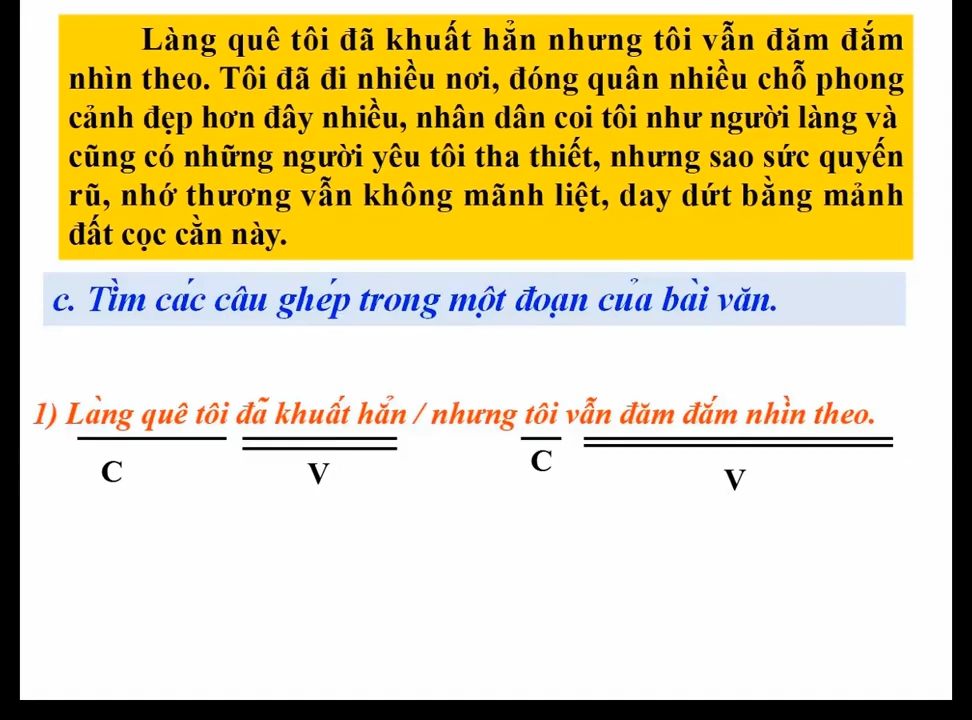 Làng quê tôi đã khuất hẳn nhưng tôi vẫn đăm đắm
nhìn theo. Tôi đã đi nhiều nơi, đóng quân nhiều chỗ phong
cảnh đẹp hơn đây nhiều, nhân dân coi tôi như người làng và
cũng có những người yêu tôi tha thiết, nhưng sao sức quyến
rũ, nhớ thương vẫn không mãnh liệt, day dứt bằng mảnh
đất cọc cằn này.
c. Tìm các câu ghép trong một đoạn của bài văn.
1) Làng quê tôi đã khuất hẳn / nhưng tôi vẫn đăm đắm nhìn theo.
C V C V